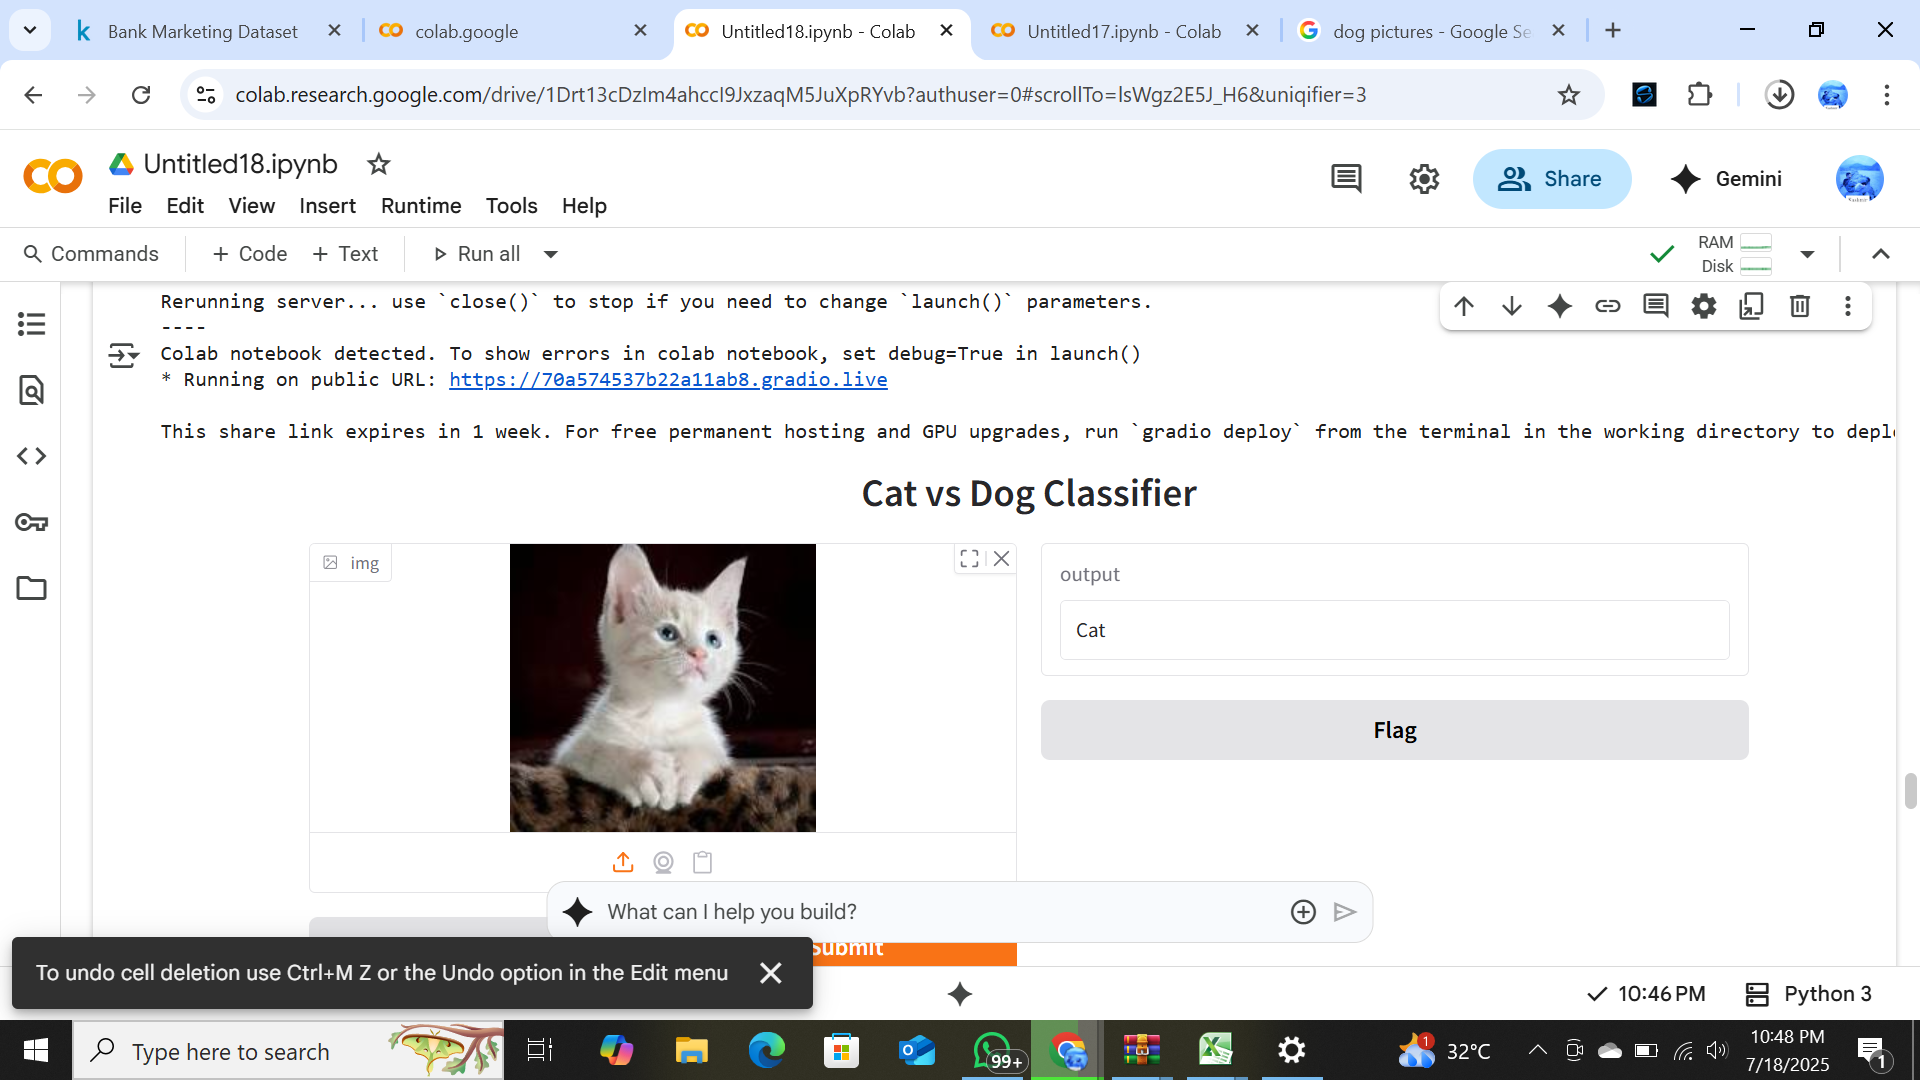 Bank Marketing Dataset
colab.google
Untitled18.ipynb - Colab
Untitled17.ipynb - Colab
dog pictures - Google Se
colab.research.google.com/drive/1Drt13cDzIm4ahccI9JxzaqM5JuXpRYvb?authuser=0#scrollTo=lsWgz2E5J_H6&uniqifier=3
Untitled18.ipynb
File Edit View Insert Runtime Tools Help
Share
Gemini
Commands + Code + Text Run all
RAM
Disk
Rerunning server... use `close()` to stop if you need to change `launch()` parameters.
----
Colab notebook detected. To show errors in colab notebook, set debug=True in launch()
* Running on public URL: https://70a574537b22a11ab8.gradio.live
This share link expires in 1 week. For free permanent hosting and GPU upgrades, run `gradio deploy` from the terminal in the working directory to deplo
Cat vs Dog Classifier
img
output
Cat
Flag
What can I help you build?
Submit
To undo cell deletion use Ctrl+M Z or the Undo option in the Edit menu
10:46 PM
Python 3
Type here to search
99+
1
32°C
10:48 PM
7/18/2025
1